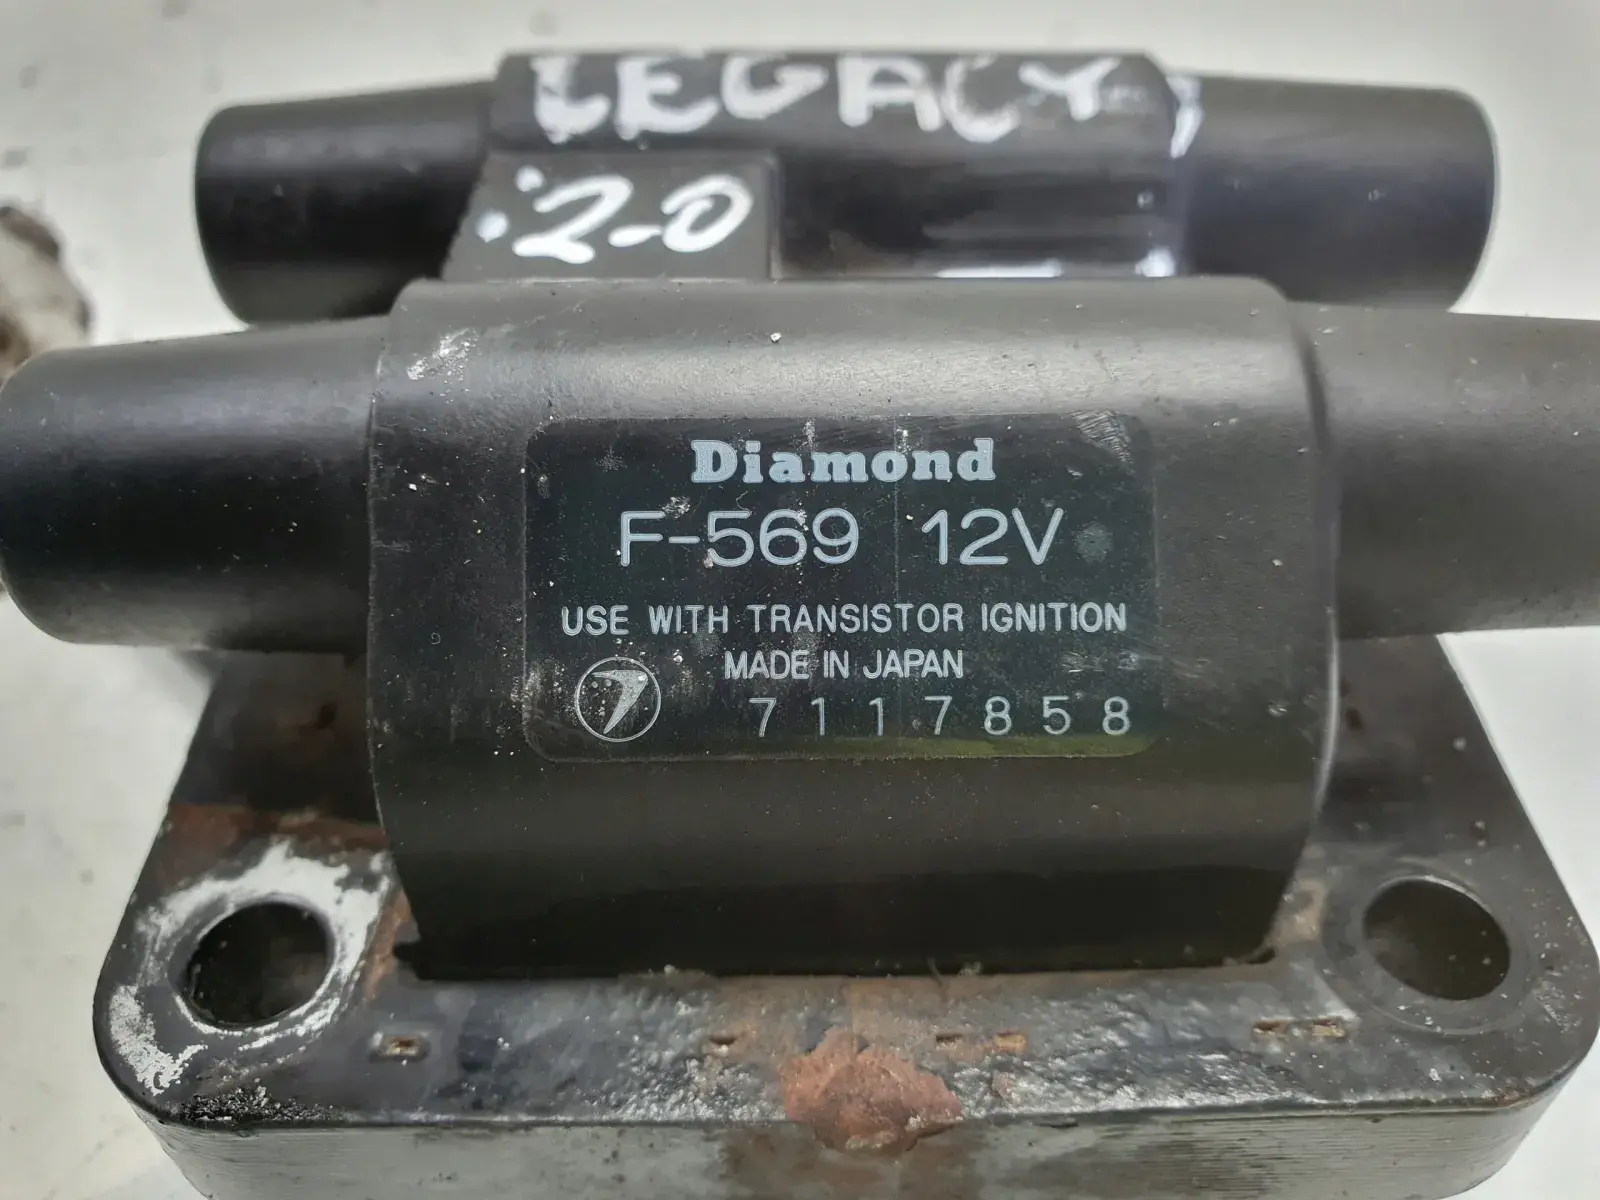 LEGACY
2-0
Diamond
F-569 12V
USE WITH TRANSISTOR IGNITION
MADE IN JAPAN
7117858